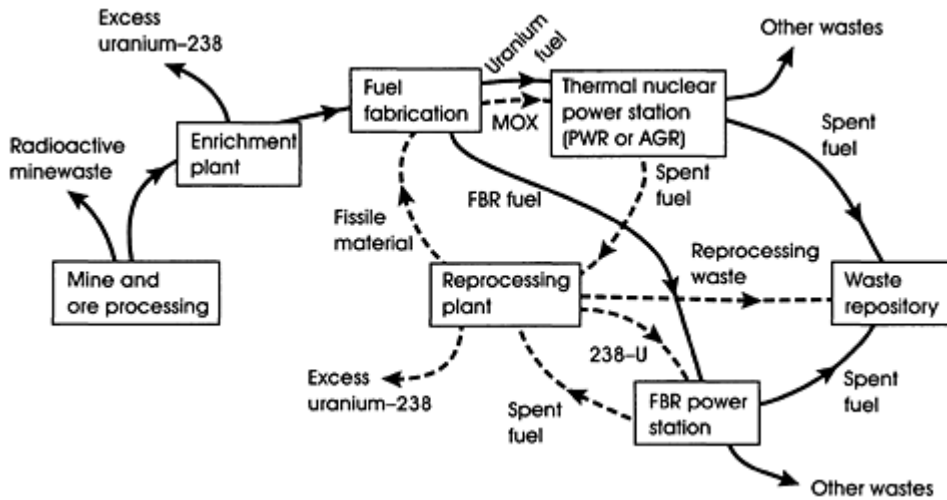 Excess
uranium–238
Radioactive
minewaste
Mine and
ore processing
Enrichment
plant
Fuel
fabrication
Uranium
fuel
MOX
Thermal nuclear
power station
(PWR or AGR)
Other wastes
Spent
fuel
Spent
fuel
FBR fuel
Fissile
material
Reprocessing
plant
Reprocessing
waste
Waste
repository
238–U
Excess
uranium–238
Spent
fuel
FBR power
station
Spent
fuel
Other wastes